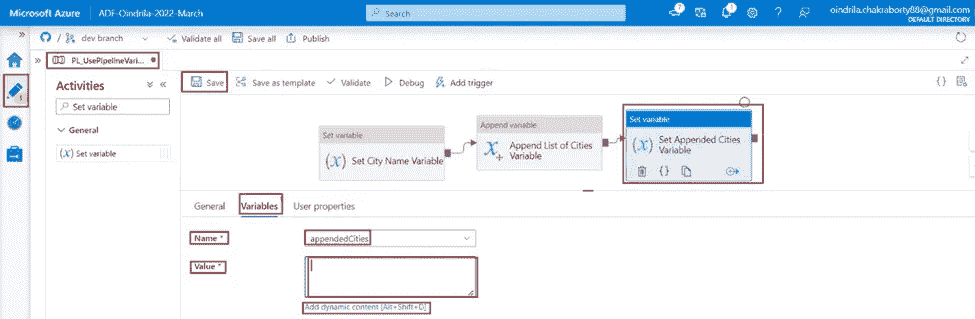 Microsoft Azure
ADF-Oindrila-2022-March
Search
7
1
oindrila.chakraborty88@gmail.com
DEFAULT DIRECTORY
dev branch
Validate all
Save all
Publish
PL_UsePipelineVari...
Activities
Set variable
General
Set variable
Save
Save as template
Validate
Debug
Add trigger
Set variable
Set City Name Variable
Append variable
Append List of Cities
Variable
Set variable
Set Appended Cities
Variable
General
Variables
User properties
Name *
appendedCities
Value *
Add dynamic content [Alt+Shift+D]